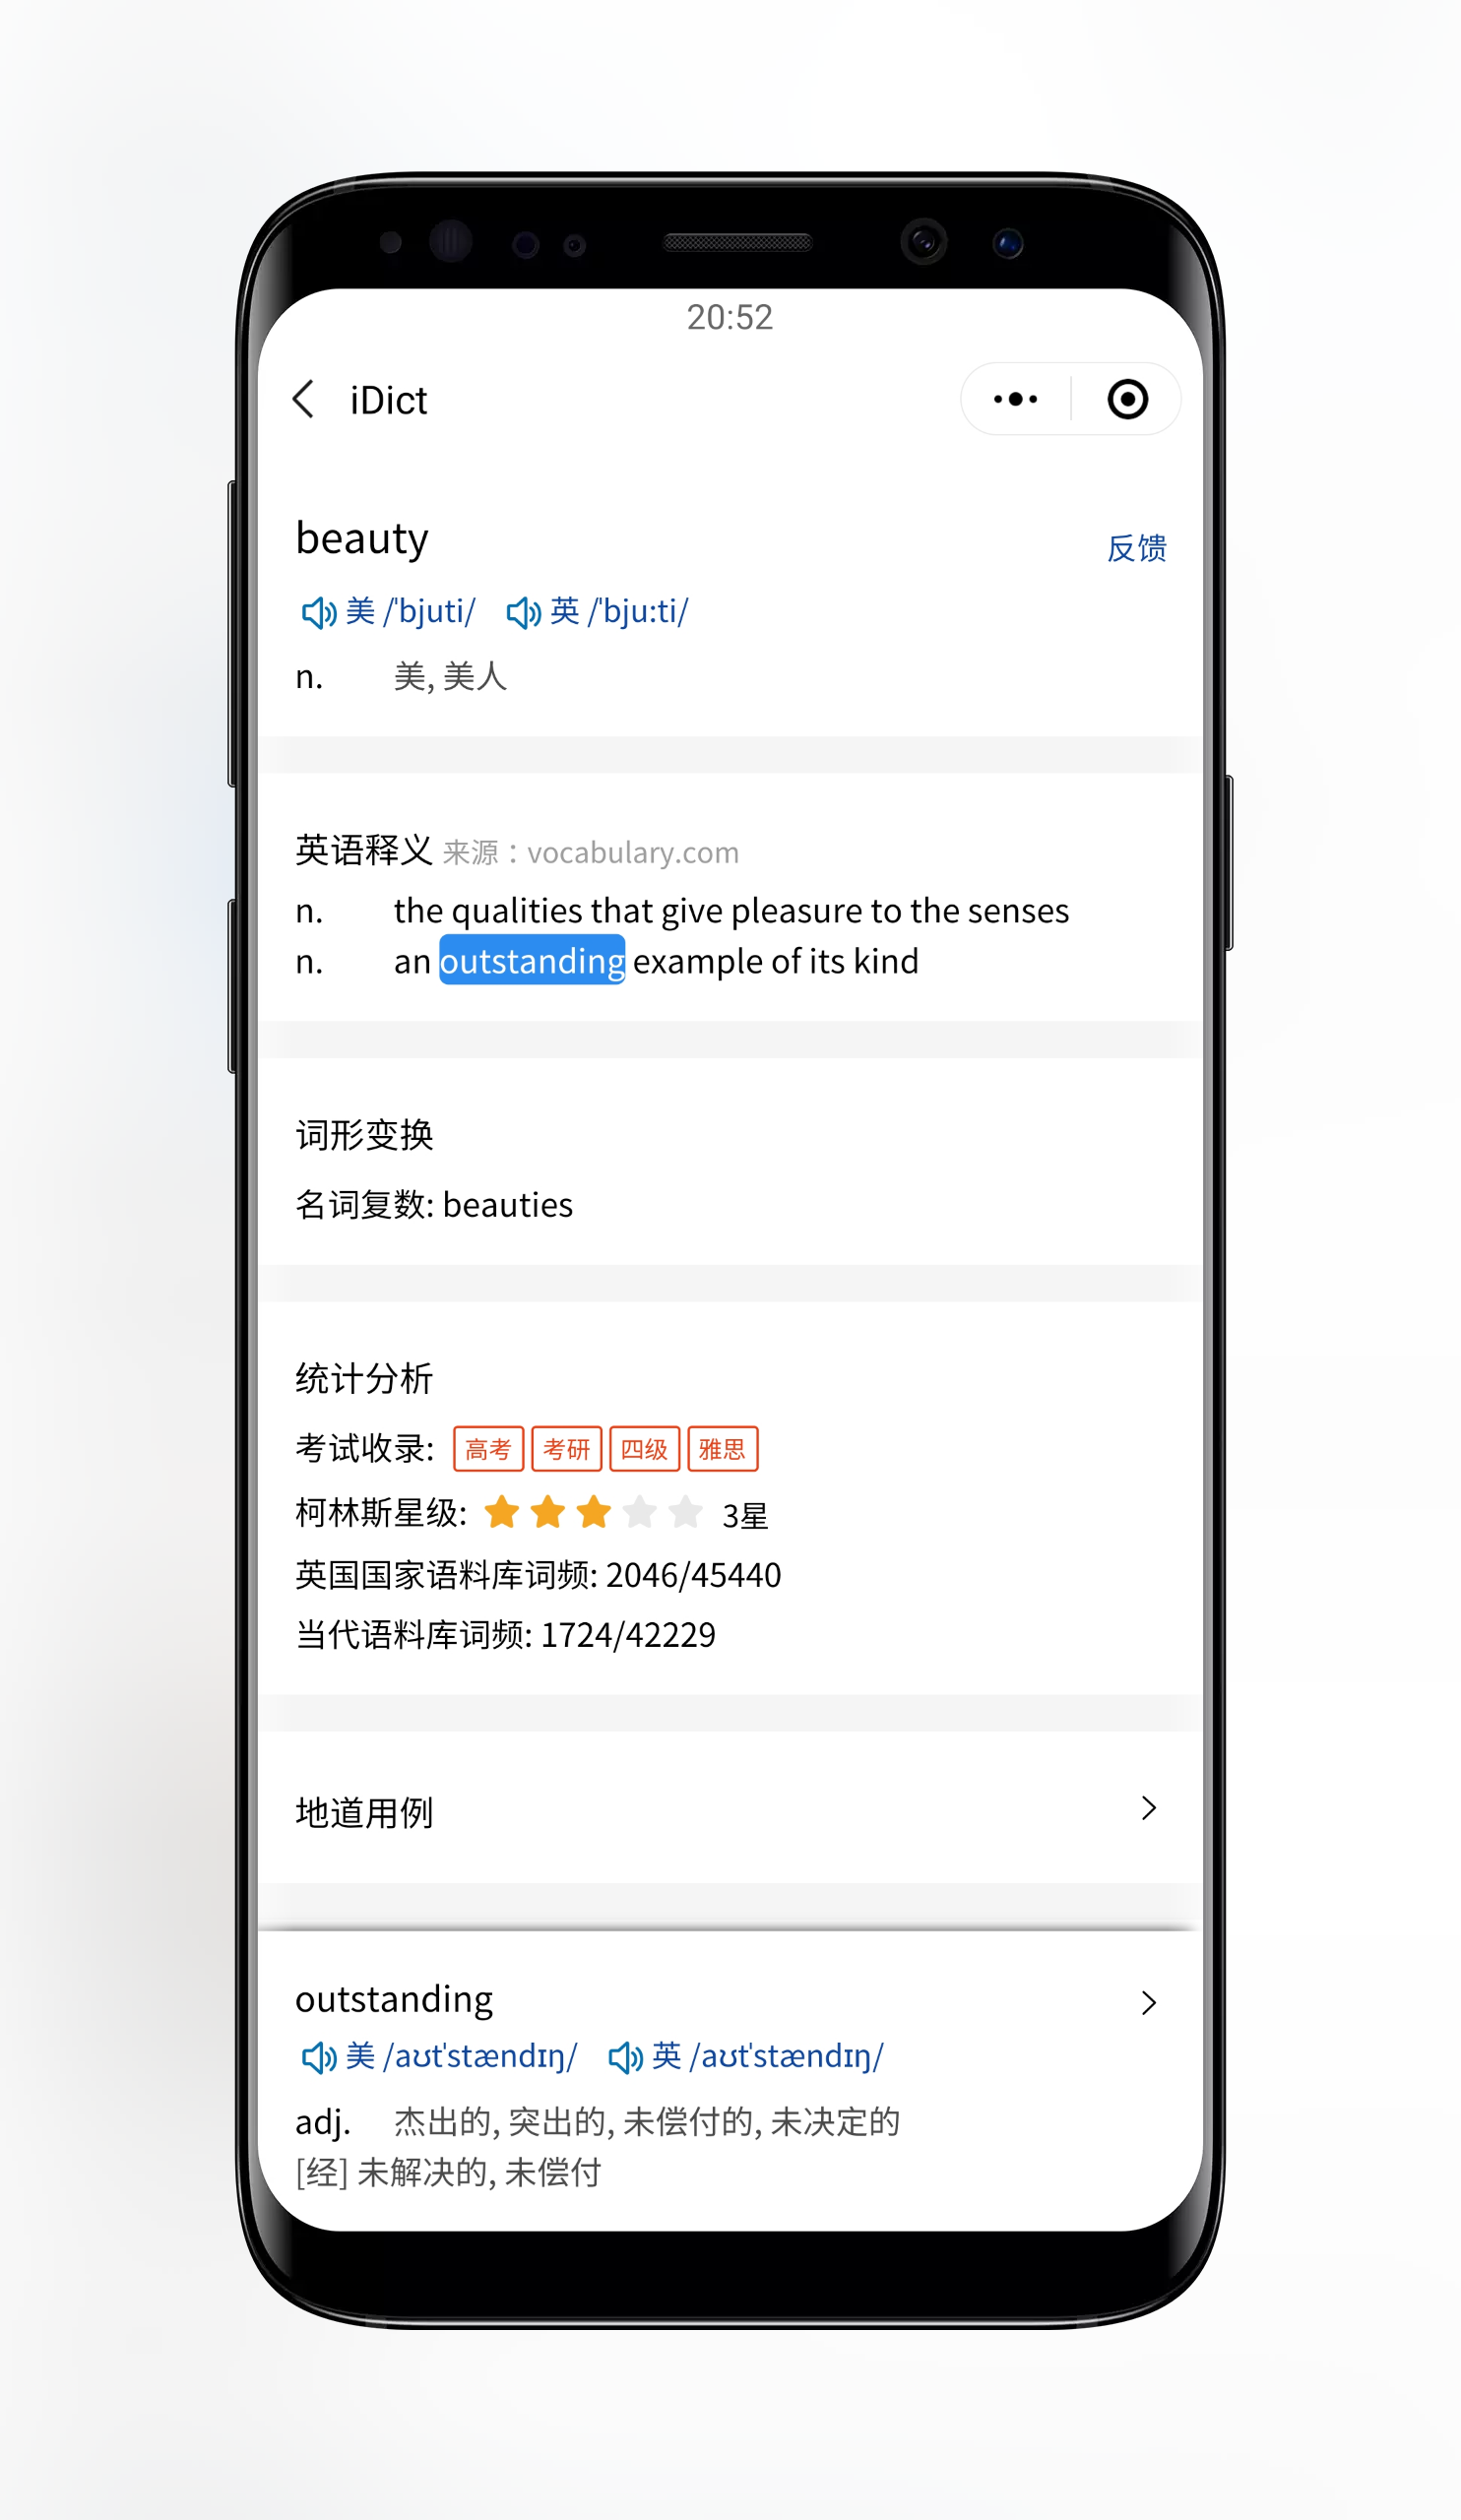 20:52
iDict
beauty
反馈
美 /'bjuti/ 英 /'bju:ti/
n. 美, 美人
英语释义 来源：vocabulary.com
n. the qualities that give pleasure to the senses
n. an outstanding example of its kind
词形变换
名词复数: beauties
统计分析
考试收录: 高考 考研 四级 雅思
柯林斯星级: 3星
英国国家语料库词频: 2046/45440
当代语料库词频: 1724/42229
地道用例
outstanding
美 /aʊt'stændɪŋ/ 英 /aʊt'stændɪŋ/
adj. 杰出的, 突出的, 未偿付的, 未决定的
[经] 未解决的, 未偿付